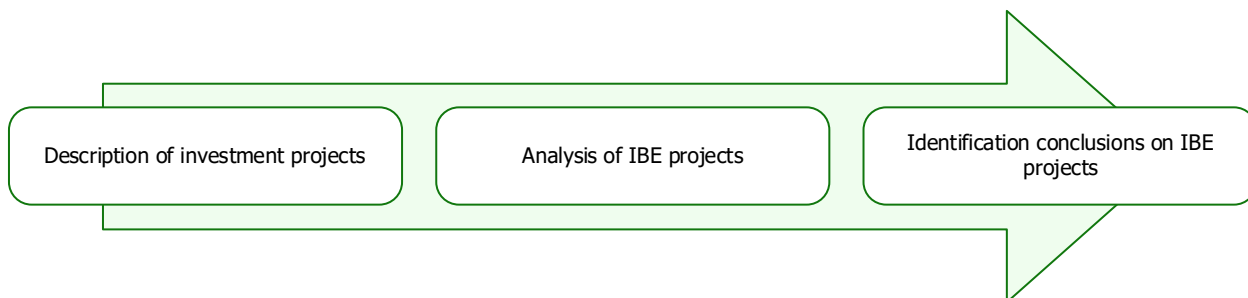 Description of investment projects
Analysis of IBE projects
Identification conclusions on IBE
projects